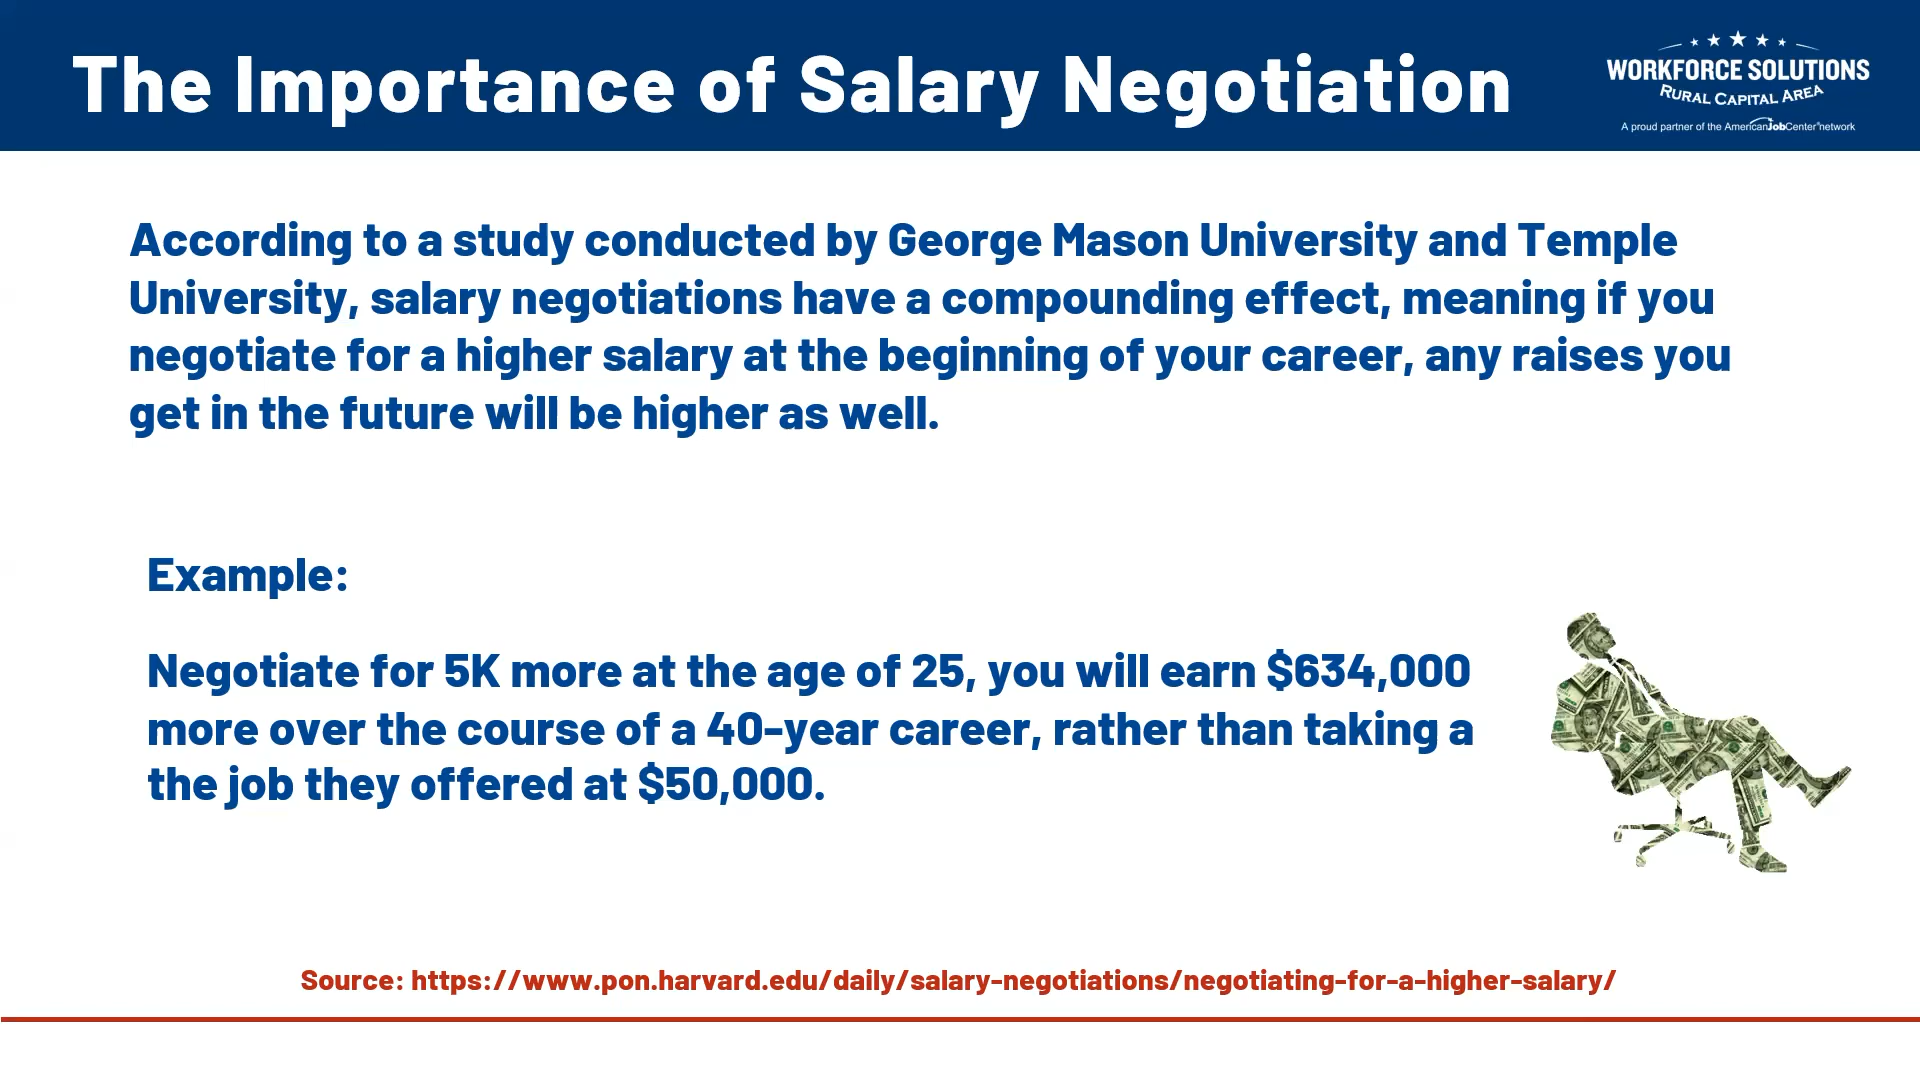 The Importance of Salary Negotiation
WORKFORCE SOLUTIONS
RURAL CAPITAL AREA
A proud partner of the AmericanJobCenter®network
According to a study conducted by George Mason University and Temple
University, salary negotiations have a compounding effect, meaning if you
negotiate for a higher salary at the beginning of your career, any raises you
get in the future will be higher as well.
Example:
Negotiate for 5K more at the age of 25, you will earn $634,000
more over the course of a 40-year career, rather than taking a
the job they offered at $50,000.
Source: https://www.pon.harvard.edu/daily/salary-negotiations/negotiating-for-a-higher-salary/